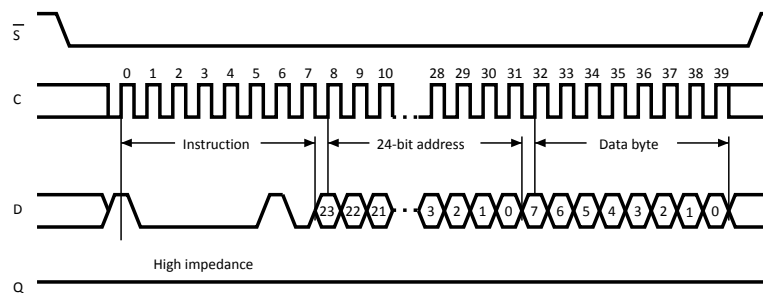 S
0 1 2 3 4 5 6 7 8 9 10 28 29 30 31 32 33 34 35 36 37 38 39
C
Instruction 24-bit address Data byte
D 23 22 21 3 2 1 0 7 6 5 4 3 2 1 0
High impedance
Q